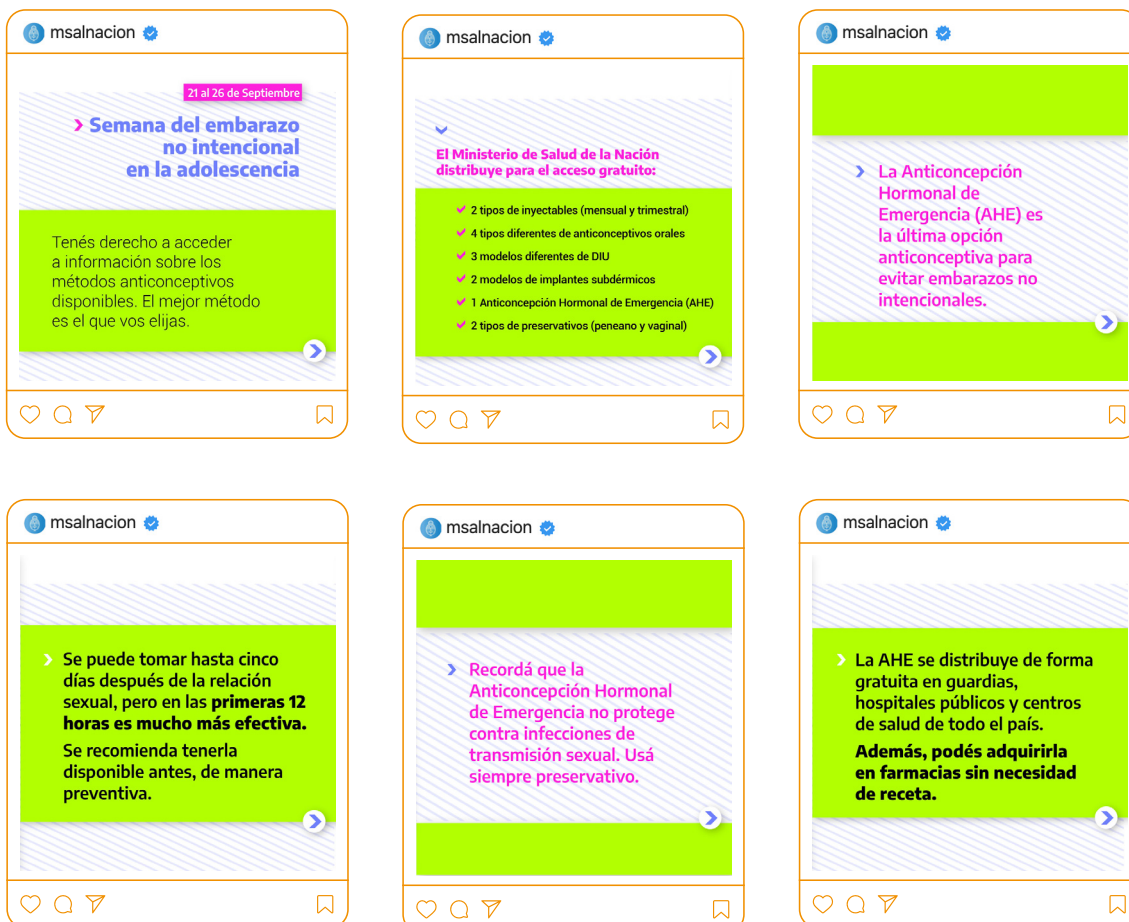 msalnacion
21 al 26 de Septiembre
Semana del embarazo
no intencional
en la adolescencia
Tenés derecho a acceder
a información sobre los
métodos anticonceptivos
disponibles. El mejor método
es el que vos elijas.
msalnacion
El Ministerio de Salud de la Nación
distribuye para el acceso gratuito:
2 tipos de inyectables (mensual y trimestral)
4 tipos diferentes de anticonceptivos orales
3 modelos diferentes de DIU
2 modelos de implantes subdérmicos
1 Anticoncepción Hormonal de Emergencia (AHE)
2 tipos de preservativos (peneano y vaginal)
msalnacion
La Anticoncepción
Hormonal de
Emergencia (AHE) es
la última opción
anticonceptiva para
evitar embarazos no
intencionales.
msalnacion
Se puede tomar hasta cinco
días después de la relación
sexual, pero en las primeras 12
horas es mucho más efectiva.
Se recomienda tenerla
disponible antes, de manera
preventiva.
msalnacion
Recordá que la
Anticoncepción Hormonal
de Emergencia no protege
contra infecciones de
transmisión sexual. Usá
siempre preservativo.
msalnacion
La AHE se distribuye de forma
gratuita en guardias,
hospitales públicos y centros
de salud de todo el país.
Además, podés adquirirla
en farmacias sin necesidad
de receta.